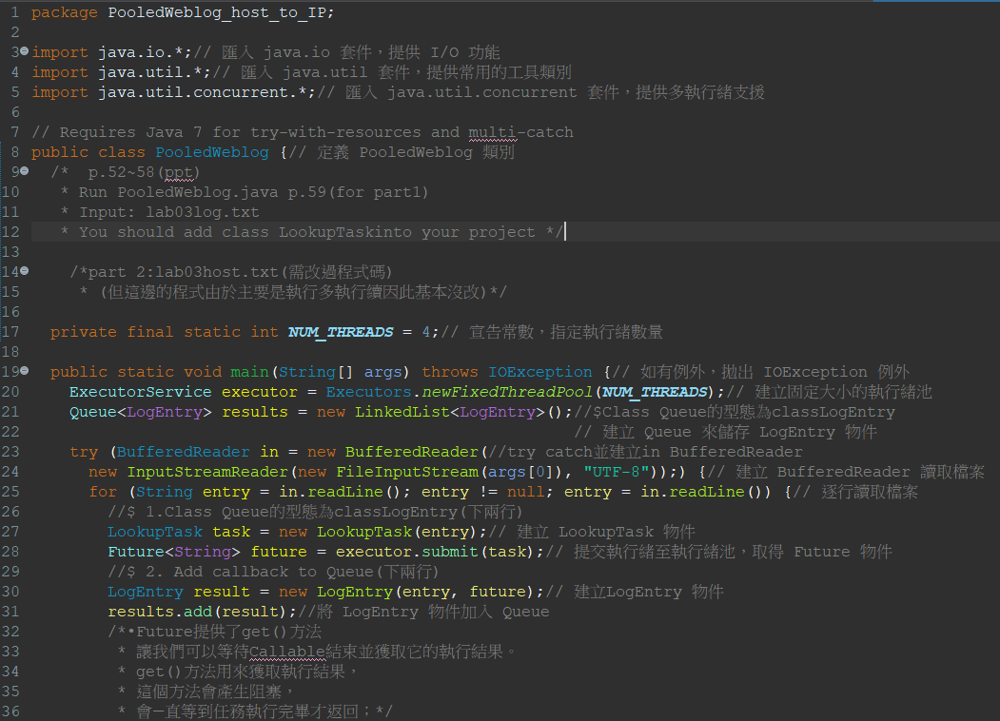 1 package PooledWeblog_host_to_IP;
2
3 import java.io.*;// 匯入 java.io 套件，提供 I/O 功能
4 import java.util.*;// 匯入 java.util 套件，提供常用的工具類別
5 import java.util.concurrent.*;// 匯入 java.util.concurrent 套件，提供多執行緒支援
6
7 // Requires Java 7 for try-with-resources and multi-catch
8 public class PooledWeblog {// 定義 PooledWeblog 類別
9 /* p.52~58(ppt)
10 * Run PooledWeblog.java p.59(for part1)
11 * Input: lab03log.txt
12 * You should add class LookupTaskinto your project */
13
14 /*part 2:lab03host.txt(需改過程式碼)
15 * (但這邊的程式由於主要是執行多執行續因此基本沒改)*/
16
17 private final static int NUM_THREADS = 4;// 宣告常數，指定執行緒數量
18
19 public static void main(String[] args) throws IOException {// 如有例外，拋出 IOException 例外
20 ExecutorService executor = Executors.newFixedThreadPool(NUM_THREADS);// 建立固定大小的執行緒池
21 Queue<LogEntry> results = new LinkedList<LogEntry>();//$Class Queue的型態為classLogEntry
22 // 建立 Queue 來儲存 LogEntry 物件
23 try (BufferedReader in = new BufferedReader(//try catch並建立in BufferedReader
24 new InputStreamReader(new FileInputStream(args[0]), "UTF-8"));) {// 建立 BufferedReader 讀取檔案
25 for (String entry = in.readLine(); entry != null; entry = in.readLine()) {// 逐行讀取檔案
26 //$ 1.Class Queue的型態為classLogEntry(下兩行)
27 LookupTask task = new LookupTask(entry);// 建立 LookupTask 物件
28 Future<String> future = executor.submit(task);// 提交執行緒至執行緒池，取得 Future 物件
29 //$ 2. Add callback to Queue(下兩行)
30 LogEntry result = new LogEntry(entry, future);// 建立LogEntry 物件
31 results.add(result);//將 LogEntry 物件加入 Queue
32 /**•Future提供了get()方法
33 * 讓我們可以等待Callable結束並獲取它的執行結果。
34 * get()方法用來獲取執行結果，
35 * 這個方法會產生阻塞，
36 * 會一直等到任務執行完畢才返回；*/